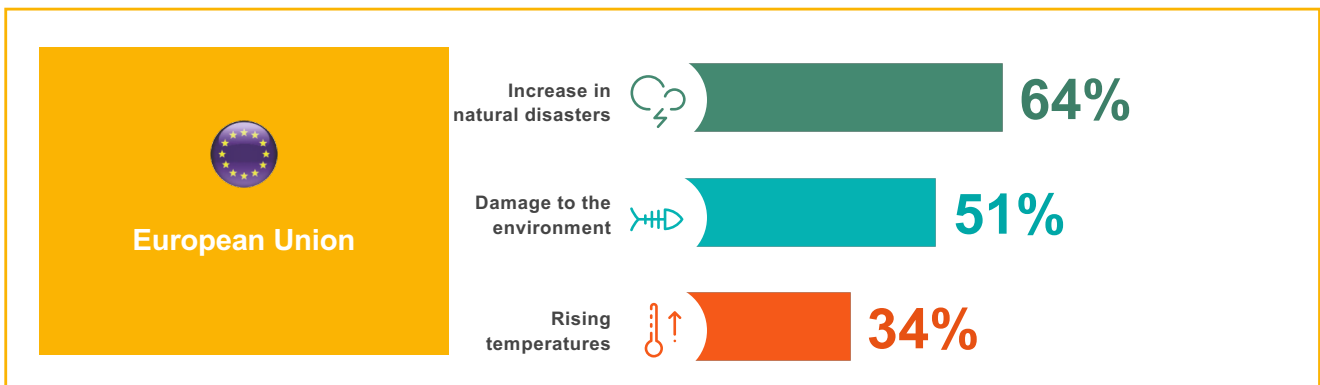 European Union
Increase in
natural disasters
64%
Damage to the
environment
51%
Rising
temperatures
34%